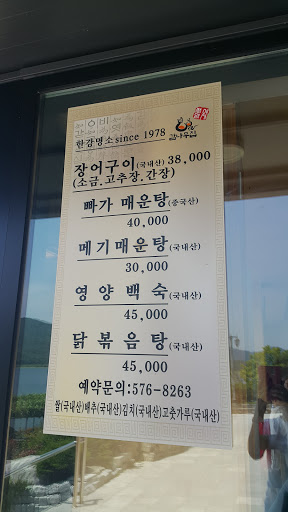 한강명소 since 1978
감나무집
장어구이(국내산) 38,000
(소금.고추장.간장)
빠가 매운탕(중국산)
40,000
메기매운탕(국내산)
30,000
영양백숙(국내산)
45,000
닭볶음탕(국내산)
45,000
예약문의:576-8263
쌀(국내산)배추(국내산)김치(국내산)고춧가루(국내산)